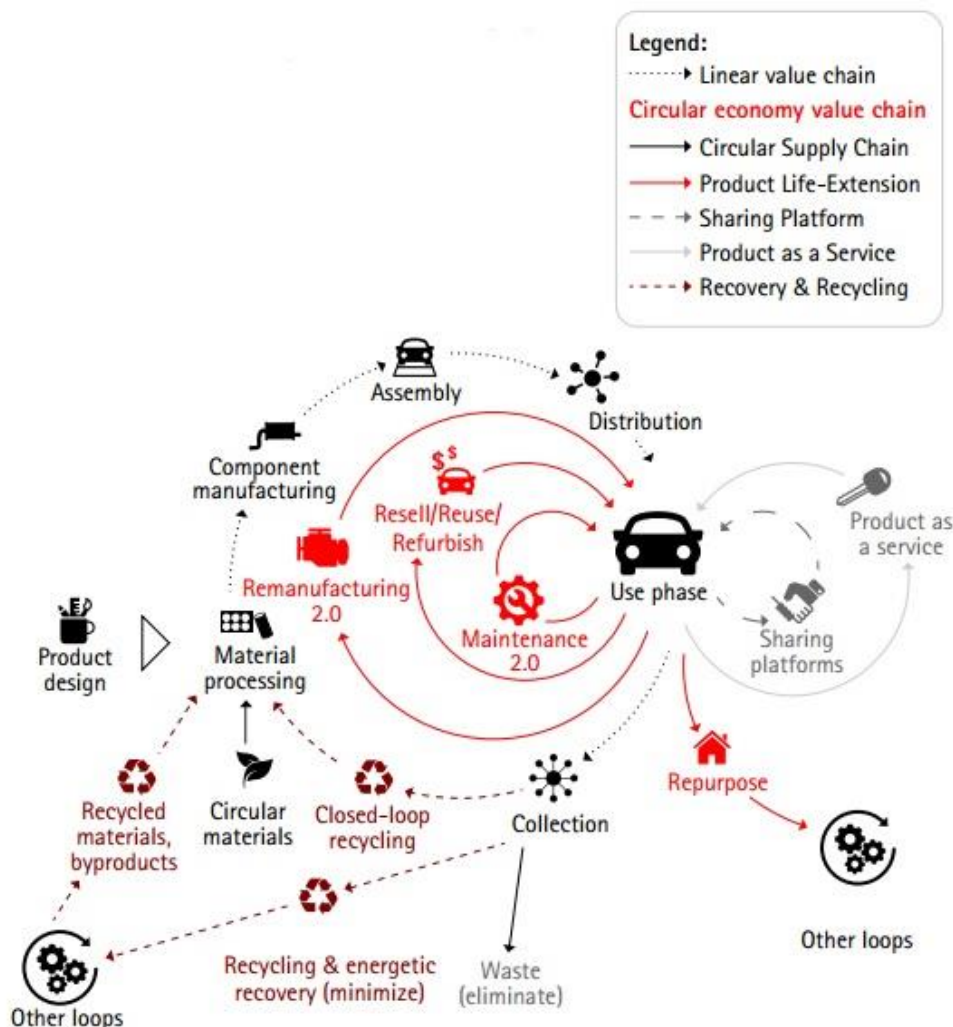 Legend:
Linear value chain
Circular economy value chain
Circular Supply Chain
Product Life-Extension
Sharing Platform
Product as a Service
Recovery & Recycling
Assembly
Distribution
Component
manufacturing
$$
Resell/Reuse/
Refurbish
Product as
a service
Remanufacturing
2.0
Use phase
Maintenance
2.0
Sharing
platforms
Product
design
Material
processing
Repurpose
Recycled
materials,
byproducts
Circular
materials
Closed-loop
recycling
Collection
Other loops
Recycling & energetic
recovery (minimize)
Waste
(eliminate)
Other loops